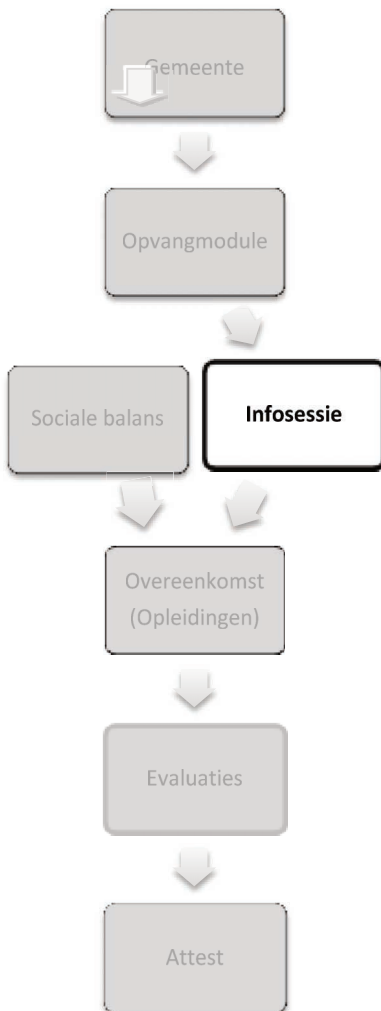 Gemeente
Opvangmodule
Sociale balans
Infosessie
Overeenkomst
(Opleidingen)
Evaluaties
Attest